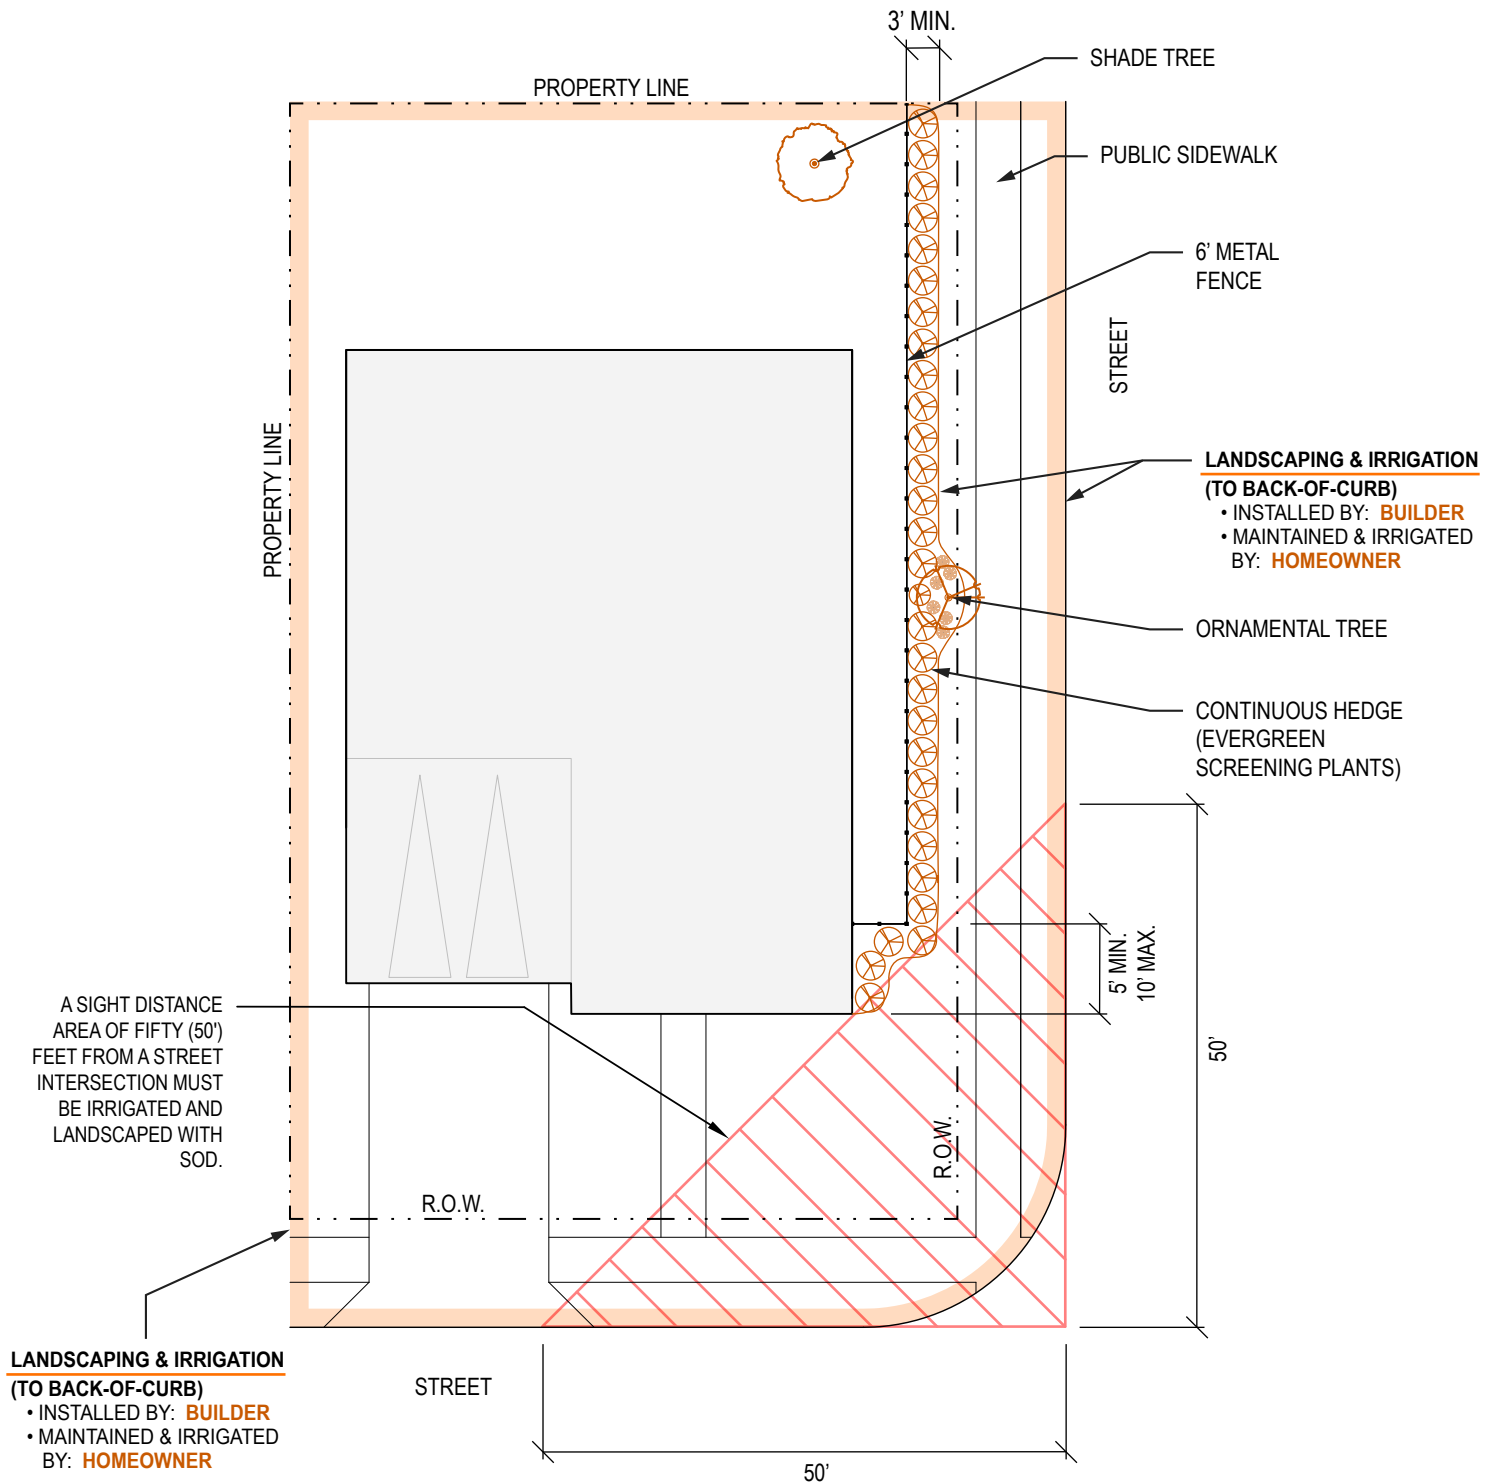 3’ MIN.
SHADE TREE
PROPERTY LINE
PUBLIC SIDEWALK
6’ METAL
FENCE
STREET
PROPERTY LINE
LANDSCAPING & IRRIGATION
(TO BACK-OF-CURB)
• INSTALLED BY: BUILDER
• MAINTAINED & IRRIGATED
BY: HOMEOWNER
ORNAMENTAL TREE
CONTINUOUS HEDGE
(EVERGREEN
SCREENING PLANTS)
5’ MIN.
10’ MAX.
50’
A SIGHT DISTANCE
AREA OF FIFTY (50')
FEET FROM A STREET
INTERSECTION MUST
BE IRRIGATED AND
LANDSCAPED WITH
SOD.
R.O.W.
R.O.W.
LANDSCAPING & IRRIGATION
(TO BACK-OF-CURB)
• INSTALLED BY: BUILDER
• MAINTAINED & IRRIGATED
BY: HOMEOWNER
STREET
50’